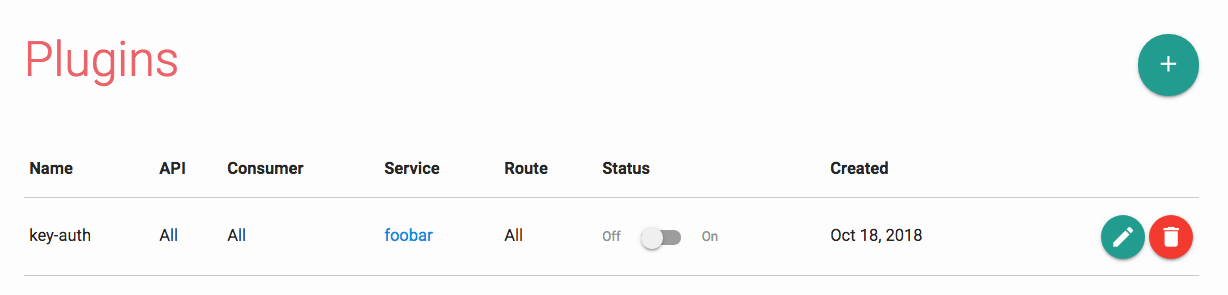 Plugins
Name API Consumer Service Route Status Created
key-auth All All foobar All Off On Oct 18, 2018